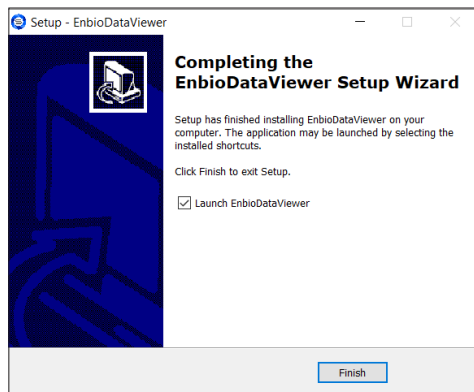 Setup - EnbioDataViewer
Completing the
EnbioDataViewer Setup Wizard
Setup has finished installing EnbioDataViewer on your
computer. The application may be launched by selecting the
installed shortcuts.
Click Finish to exit Setup.
Launch EnbioDataViewer
Finish